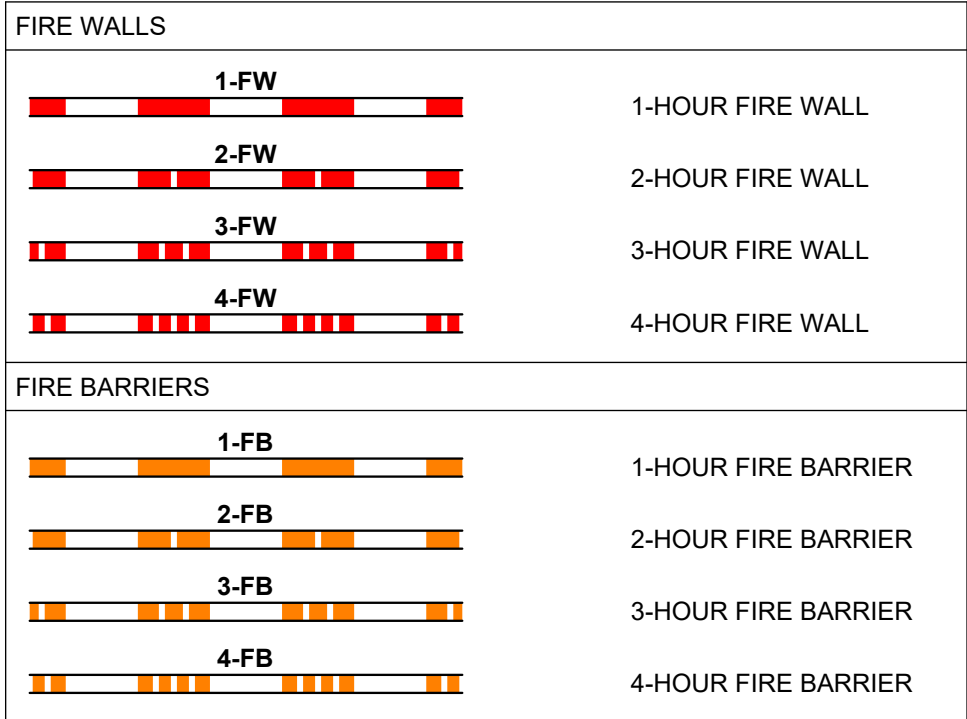 FIRE WALLS
1-FW
1-HOUR FIRE WALL
2-FW
2-HOUR FIRE WALL
3-FW
3-HOUR FIRE WALL
4-FW
4-HOUR FIRE WALL
FIRE BARRIERS
1-FB
1-HOUR FIRE BARRIER
2-FB
2-HOUR FIRE BARRIER
3-FB
3-HOUR FIRE BARRIER
4-FB
4-HOUR FIRE BARRIER